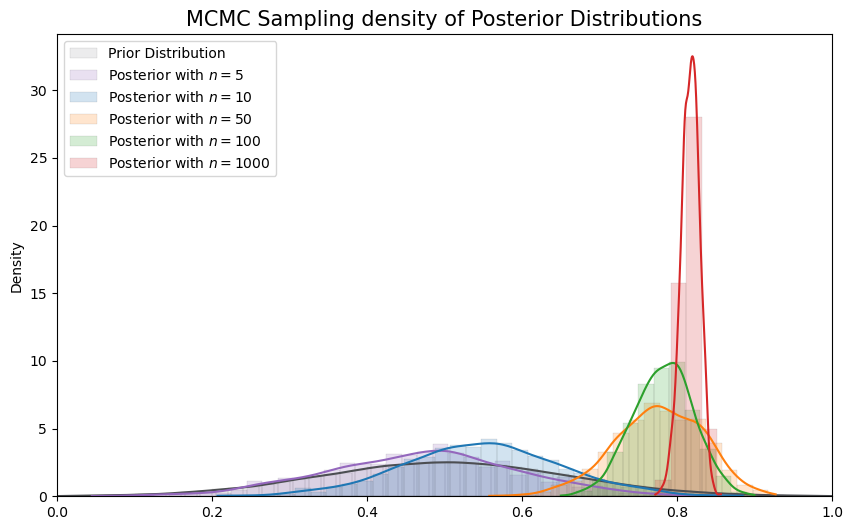 MCMC Sampling density of Posterior Distributions
Prior Distribution
Posterior with n = 5
Posterior with n = 10
Posterior with n = 50
Posterior with n = 100
Posterior with n = 1000
Density
30
25
20
15
10
5
0
0.0 0.2 0.4 0.6 0.8 1.0